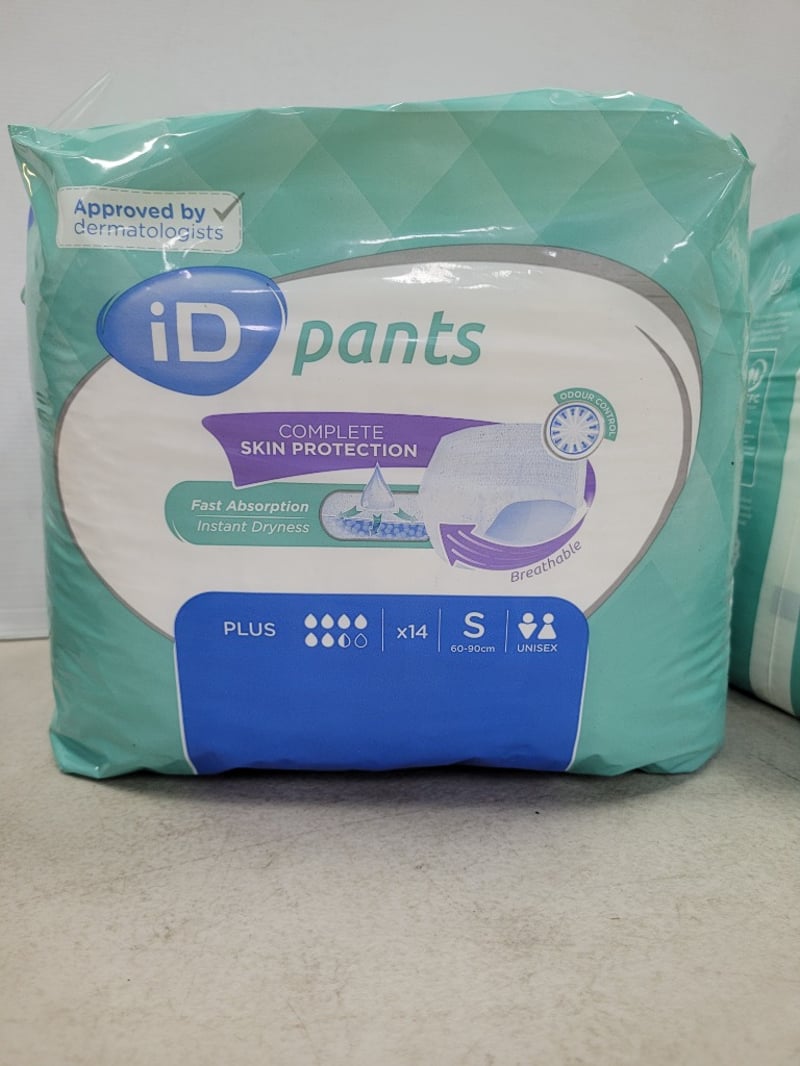 Approved by
dermatologists
iD pants
ODOUR CONTROL
COMPLETE
SKIN PROTECTION
Fast Absorption
Instant Dryness
Breathable
PLUS
x14
S
60-90cm
UNISEX